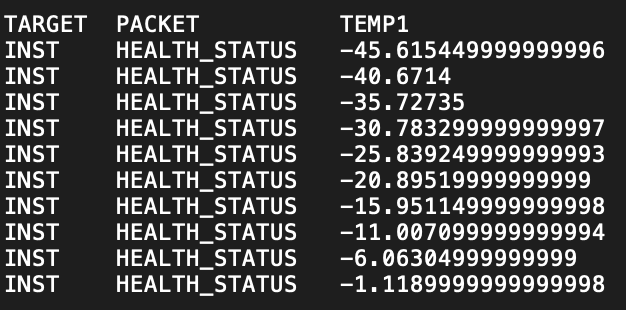 TARGET PACKET TEMP1
INST HEALTH_STATUS -45.615449999999996
INST HEALTH_STATUS -40.6714
INST HEALTH_STATUS -35.72735
INST HEALTH_STATUS -30.783299999999997
INST HEALTH_STATUS -25.839249999999993
INST HEALTH_STATUS -20.89519999999999
INST HEALTH_STATUS -15.951149999999998
INST HEALTH_STATUS -11.007099999999994
INST HEALTH_STATUS -6.06304999999999
INST HEALTH_STATUS -1.1189999999999998